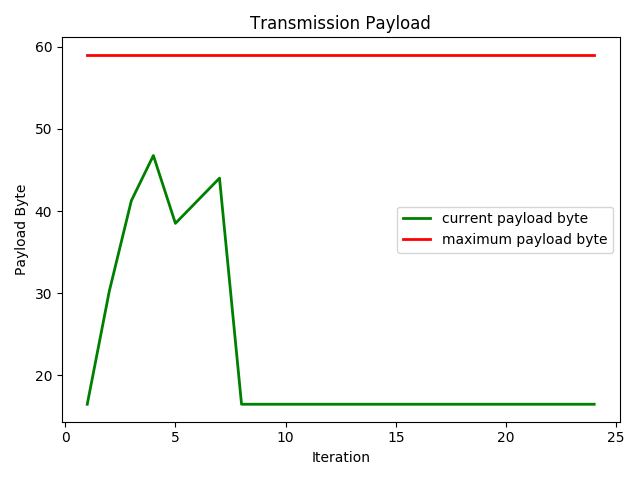 Transmission Payload
60
50
40
30
20
Payload Byte
current payload byte
maximum payload byte
0
5
10
15
20
25
Iteration